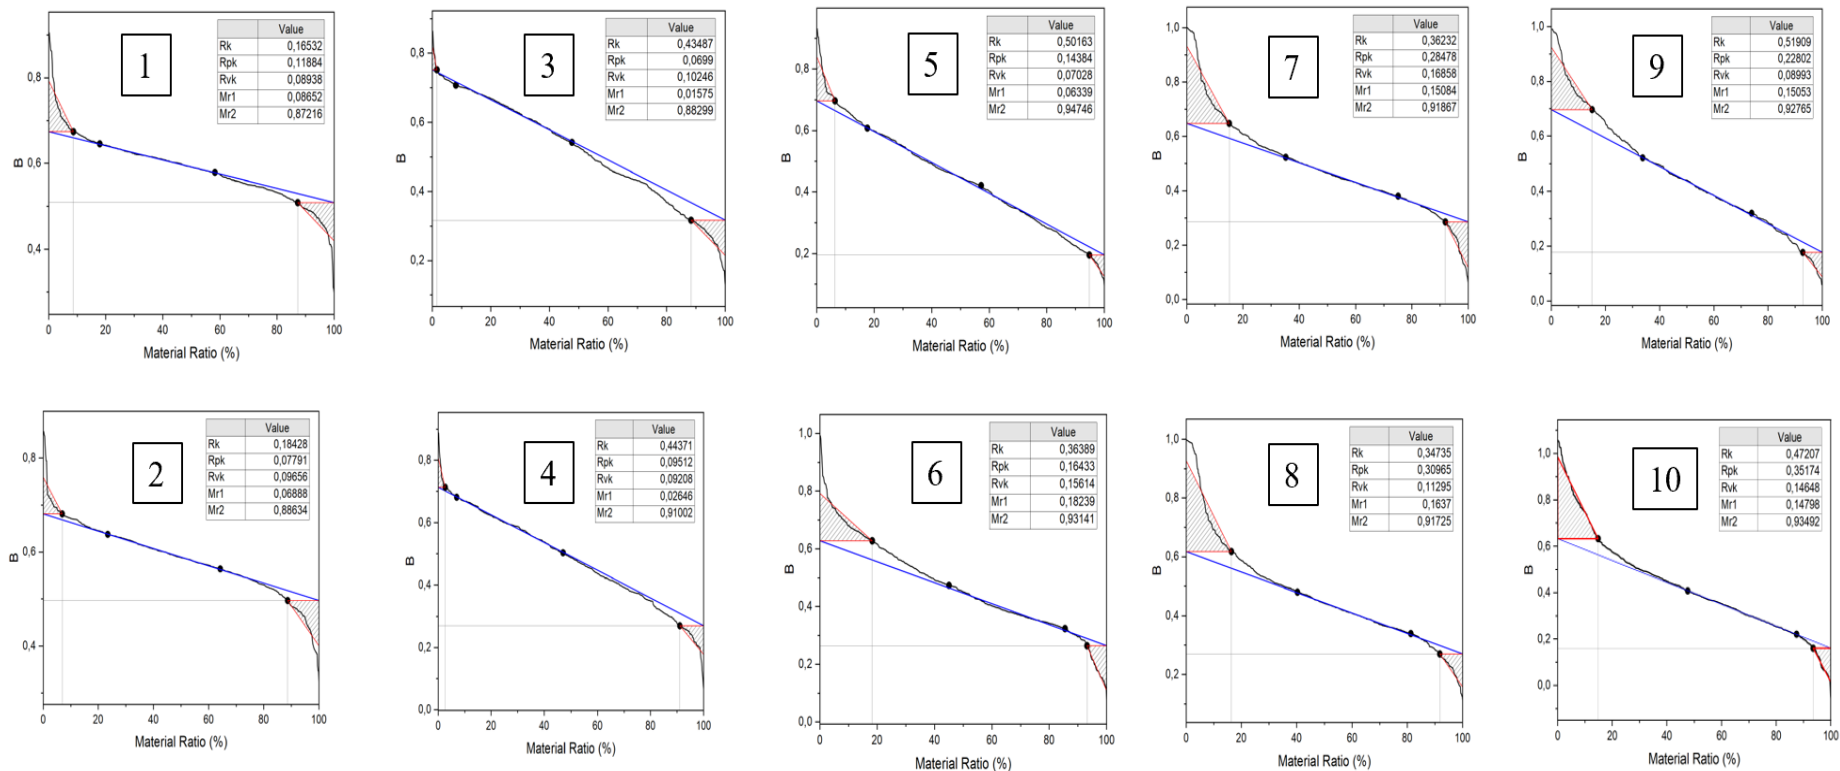 Value
Rk 0,16532
Rpk 0,11884
Rvk 0,08938
Mr1 0,08652
Mr2 0,87216
1
0,8
0,6
0,4
B
0 20 40 60 80 100
Material Ratio (%)
Value
Rk 0,43487
Rpk 0,0699
Rvk 0,10246
Mr1 0,01575
Mr2 0,88299
3
0,8
0,6
0,4
0,2
B
0 20 40 60 80 100
Material Ratio (%)
Value
Rk 0,50163
Rpk 0,14384
Rvk 0,07028
Mr1 0,06339
Mr2 0,94746
5
0,8
0,6
0,4
0,2
B
0 20 40 60 80 100
Material Ratio (%)
Value
Rk 0,36232
Rpk 0,28478
Rvk 0,16858
Mr1 0,15084
Mr2 0,91867
7
1,0
0,8
0,6
0,4
0,2
0,0
B
0 20 40 60 80 100
Material Ratio (%)
Value
Rk 0,51909
Rpk 0,22802
Rvk 0,08993
Mr1 0,15053
Mr2 0,92765
9
1,0
0,8
0,6
0,4
0,2
0,0
B
0 20 40 60 80 100
Material Ratio (%)
Value
Rk 0,18428
Rpk 0,07791
Rvk 0,09656
Mr1 0,06888
Mr2 0,88634
2
0,8
0,6
0,4
B
0 20 40 60 80 100
Material Ratio (%)
Value
Rk 0,44371
Rpk 0,09512
Rvk 0,09208
Mr1 0,02646
Mr2 0,91002
4
0,8
0,6
0,4
0,2
0,0
B
0 20 40 60 80 100
Material Ratio (%)
Value
Rk 0,36389
Rpk 0,16433
Rvk 0,15614
Mr1 0,18239
Mr2 0,93141
6
1,0
0,8
0,6
0,4
0,2
0,0
B
0 20 40 60 80 100
Material Ratio (%)
Value
Rk 0,34735
Rpk 0,30965
Rvk 0,11295
Mr1 0,1637
Mr2 0,91725
8
1,0
0,8
0,6
0,4
0,2
B
0 20 40 60 80 100
Material Ratio (%)
Value
Rk 0,47207
Rpk 0,35174
Rvk 0,14648
Mr1 0,14798
Mr2 0,93492
10
1,0
0,8
0,6
0,4
0,2
0,0
B
0 20 40 60 80 100
Material Ratio (%)